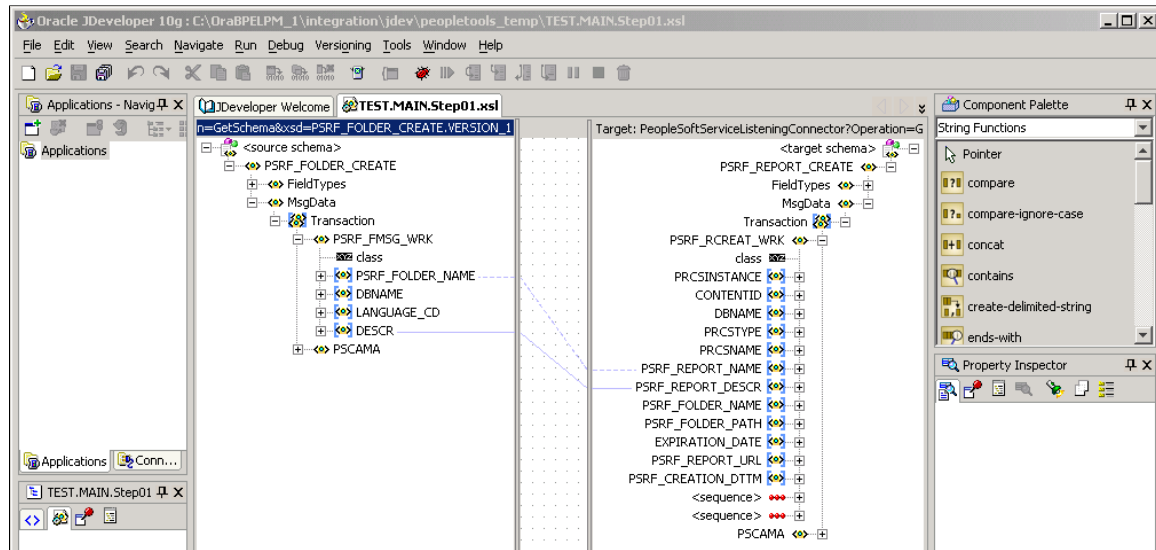 Oracle JDeveloper 10g : C:\OraBPELPM_1\integration\jdev\peopletools_temp\TEST.MAIN.Step01.xsl
File Edit View Search Navigate Run Debug Versioning Tools Window Help
Applications - Navig
Applications
Applications Conn...
TEST.MAIN.Step01
JDeveloper Welcome TEST.MAIN.Step01.xsl
n=GetSchema&xsd=PSRF_FOLDER_CREATE.VERSION_1
<source schema>
PSRF_FOLDER_CREATE
FieldTypes
MsgData
Transaction
PSRF_FMSG_WRK
class
PSRF_FOLDER_NAME
DBNAME
LANGUAGE_CD
DESCR
PSCAMA
Target: PeopleSoftServiceListeningConnector?Operation=G
<target schema>
PSRF_REPORT_CREATE
FieldTypes
MsgData
Transaction
PSRF_RCREAT_WRK
class
PRCSINSTANCE
CONTENTID
DBNAME
PRCSTYPE
PRCSNAME
PSRF_REPORT_NAME
PSRF_REPORT_DESCR
PSRF_FOLDER_NAME
PSRF_FOLDER_PATH
EXPIRATION_DATE
PSRF_REPORT_URL
PSRF_CREATION_DTTM
<sequence>
<sequence>
PSCAMA
Component Palette
String Functions
Pointer
compare
compare-ignore-case
concat
contains
create-delimited-string
ends-with
Property Inspector